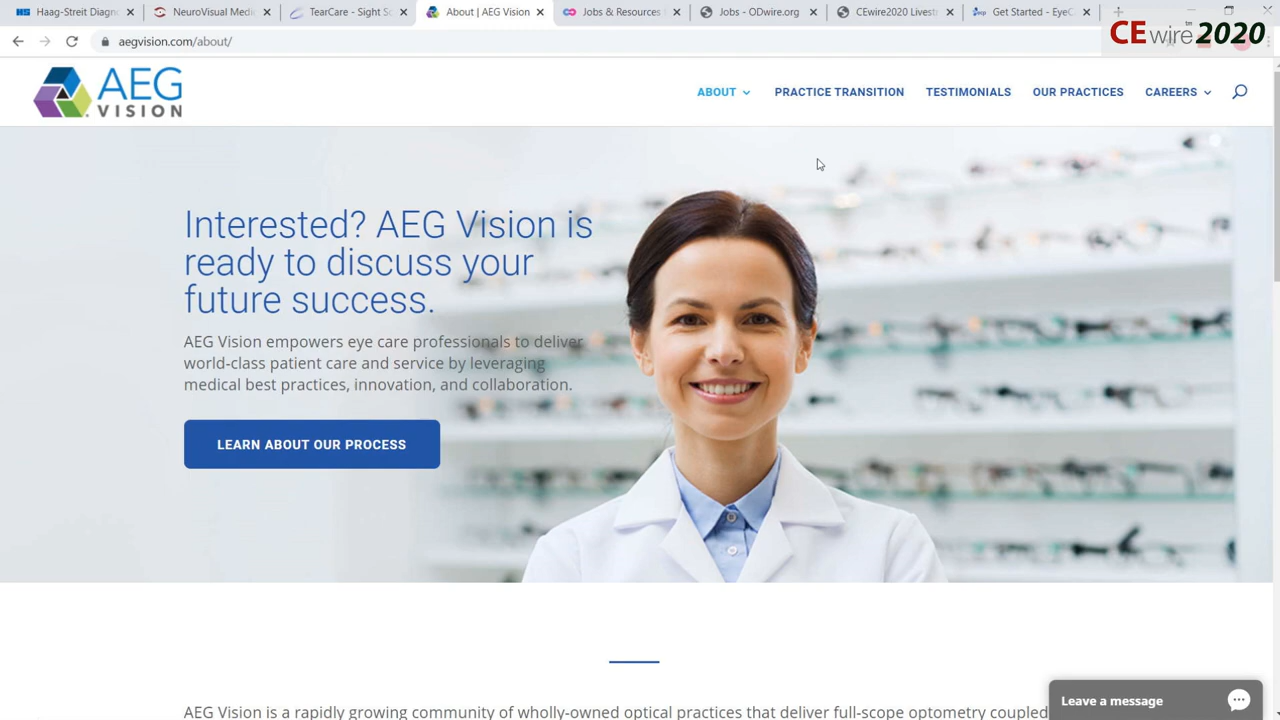 Haag-Streit Diagn
NeuroVisual Medi
TearCare - Sight Sc
About | AEG Vision
Jobs & Resources
- ODwire.org
2020 Livest
Get Started - EyeC
aegvision.com/about/
CEwire2020
AEG
VISION
ABOUT
PRACTICE TRANSITION
TESTIMONIALS
OUR PRACTICES
CAREERS
Interested? AEG Vision is
ready to discuss your
future success.
AEG Vision empowers eye care professionals to deliver
world-class patient care and service by leveraging
medical best practices, innovation, and collaboration.
LEARN ABOUT OUR PROCESS
Leave a message
AEG Vision is a rapidly growing community of wholly-owned optical practices that deliver full-scope optometry coupled